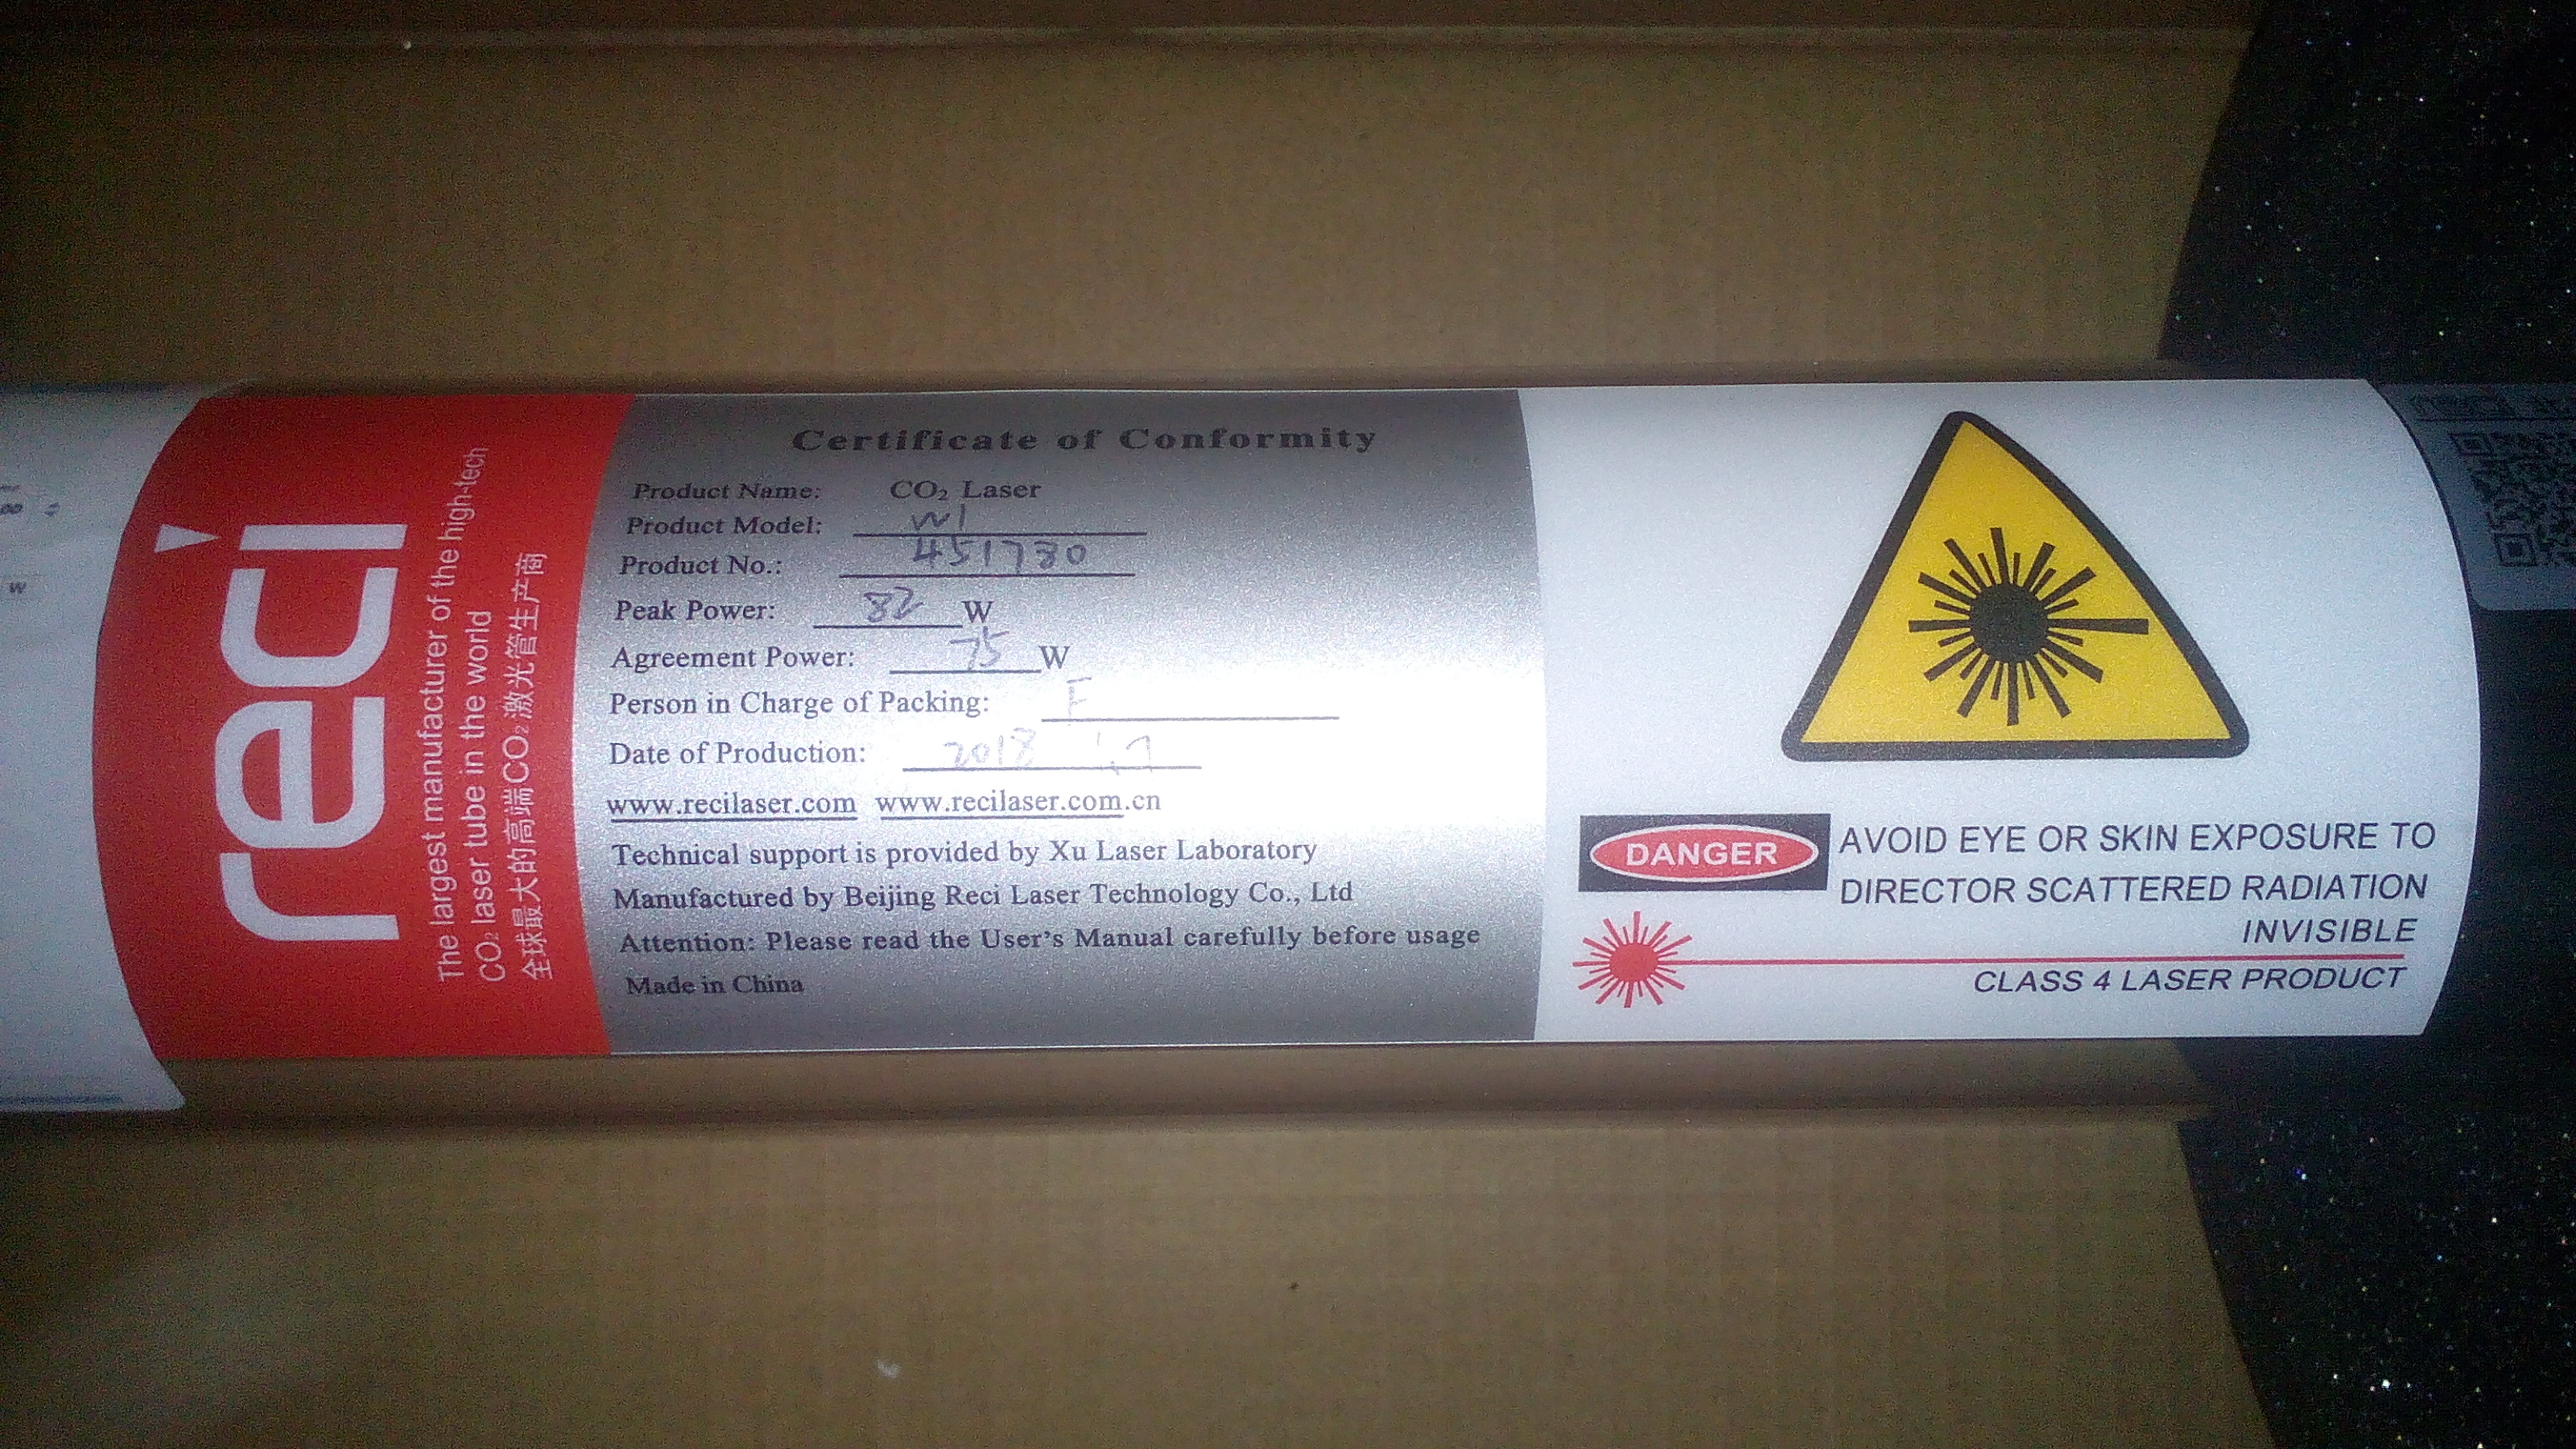 reci
The largest manufacturer of the high-tech
CO₂ laser tube in the world
全球最大的高端CO₂激光管生产商
Certificate of Conformity
Product Name: CO₂ Laser
Product Model: W1
Product No.: 451780
Peak Power: 82 W
Agreement Power: 75 W
Person in Charge of Packing: F
Date of Production: 2018
www.recilaser.com www.recilaser.com.cn
Technical support is provided by Xu Laser Laboratory
Manufactured by Beijing Reci Laser Technology Co., Ltd
Attention: Please read the User's Manual carefully before usage
Made in China
DANGER
AVOID EYE OR SKIN EXPOSURE TO
DIRECTOR SCATTERED RADIATION
INVISIBLE
CLASS 4 LASER PRODUCT
W